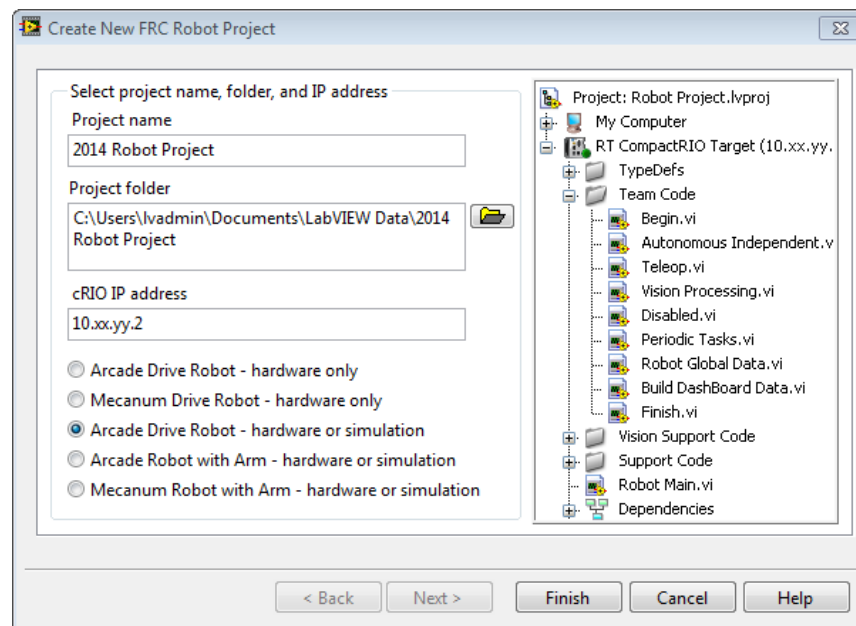 Create New FRC Robot Project
Select project name, folder, and IP address
Project name
2014 Robot Project
Project folder
C:\Users\lvadmin\Documents\LabVIEW Data\2014
Robot Project
cRIO IP address
10.xx.yy.2
Arcade Drive Robot - hardware only
Mecanum Drive Robot - hardware only
Arcade Drive Robot - hardware or simulation
Arcade Robot with Arm - hardware or simulation
Mecanum Robot with Arm - hardware or simulation
Project: Robot Project.lvproj
My Computer
RT CompactRIO Target (10.xx.yy.
TypeDefs
Team Code
Begin.vi
Autonomous Independent.v
Teleop.vi
Vision Processing.vi
Disabled.vi
Periodic Tasks.vi
Robot Global Data.vi
Build DashBoard Data.vi
Finish.vi
Vision Support Code
Support Code
Robot Main.vi
Dependencies
< Back
Next >
Finish
Cancel
Help